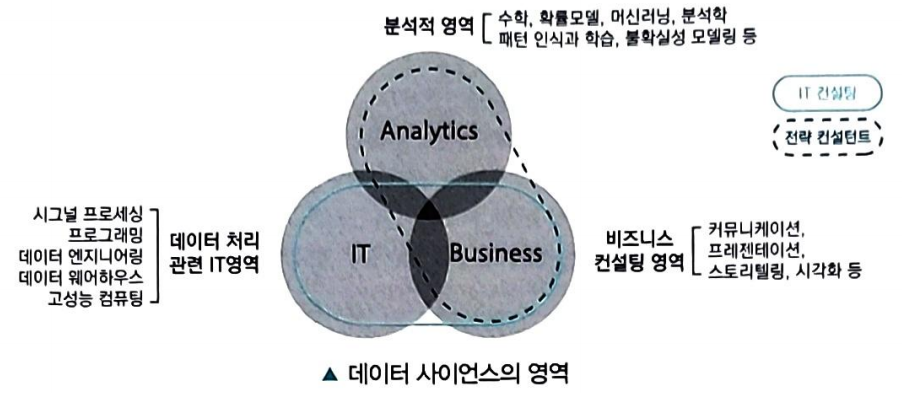 분석적 영역
수학, 확률모델, 머신러닝, 분석학
패턴 인식과 학습, 불확실성 모델링 등
IT 컨설팅
전략 컨설턴트
Analytics
IT
Business
시그널 프로세싱
프로그래밍
데이터 엔지니어링
데이터 웨어하우스
고성능 컴퓨팅
데이터 처리
관련 IT영역
비즈니스
컨설팅 영역
커뮤니케이션,
프레젠테이션,
스토리텔링, 시각화 등
▲ 데이터 사이언스의 영역